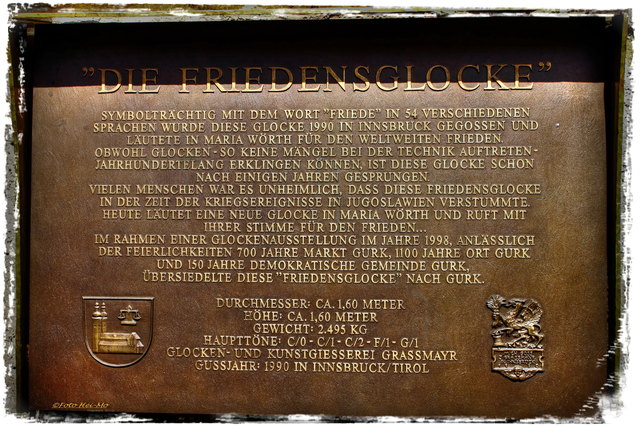 "DIE FRIEDENSGLOCKE"
SYMBOLTRÄCHTIG MIT DEM WORT "FRIEDE" IN 54 VERSCHIEDENEN
SPRACHEN WURDE DIESE GLOCKE 1990 IN INNSBRUCK GEGOSSEN UND
LÄUTETE IN MARIA WÖRTH FÜR DEN WELTWEITEN FRIEDEN.
OBWOHL GLOCKEN - SO KEINE MÄNGEL BEI DER TECHNIK AUFTRETEN -
JAHRHUNDERTELANG ERKLINGEN KÖNNEN, IST DIESE GLOCKE SCHON
NACH EINIGEN JAHREN GESPRUNGEN.
VIELEN MENSCHEN WAR ES UNHEIMLICH, DASS DIESE FRIEDENSGLOCKE
IN DER ZEIT DER KRIEGSEREIGNISSE IN JUGOSLAWIEN VERSTUMMTE.
HEUTE LÄUTET EINE NEUE GLOCKE IN MARIA WÖRTH UND RUFT MIT
IHRER STIMME FÜR DEN FRIEDEN...
IM RAHMEN EINER GLOCKENAUSSTELLUNG IM JAHRE 1998, ANLÄSSLICH
DER FEIERLICHKEITEN 700 JAHRE MARKT GURK, 1100 JAHRE ORT GURK
UND 150 JAHRE DEMOKRATISCHE GEMEINDE GURK,
ÜBERSIEDELTE DIESE "FRIEDENSGLOCKE" NACH GURK.
DURCHMESSER: CA. 1,60 METER
HÖHE: CA. 1,60 METER
GEWICHT: 2.495 KG
HAUPTTÖNE: C/0 - C/1 - C/2 - F/1 - G/1
GLOCKEN- UND KUNSTGIESSEREI GRASSMAYR
GUSSJAHR: 1990 IN INNSBRUCK/TIROL
©Foto Hei-Mo